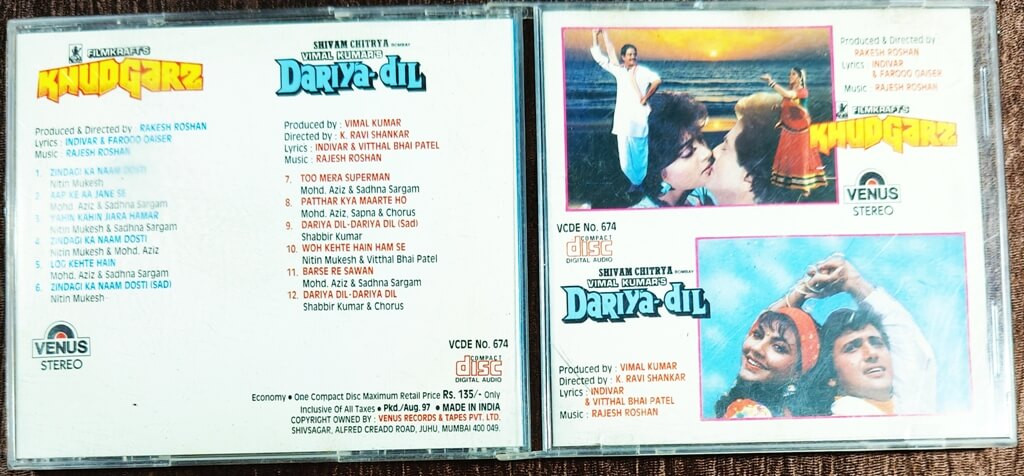 FILMKRAFT'S
KHUDGARZ
Produced & Directed by : RAKESH ROSHAN
Lyrics : INDIVAR & FAROOQ QAISER
Music : RAJESH ROSHAN
1. ZINDAGI KA NAAM DOSTI
Nitin Mukesh
2. AAP KE AA JANE SE
Mohd. Aziz & Sadhna Sargam
3. YAHIN KAHIN JIARA HAMAR
Nitin Mukesh & Sadhna Sargam
4. ZINDAGI KA NAAM DOSTI
Nitin Mukesh & Mohd. Aziz
5. LOG KEHTE HAIN
Mohd. Aziz & Sadhna Sargam
6. ZINDAGI KA NAAM DOSTI (SAD)
Nitin Mukesh
VENUS
STEREO
SHIVAM CHITRYA BOMBAY
VIMAL KUMAR'S
DARIYA-DIL
Produced by : VIMAL KUMAR
Directed by : K. RAVI SHANKAR
Lyrics : INDIVAR & VITTHAL BHAI PATEL
Music : RAJESH ROSHAN
7. TOO MERA SUPERMAN
Mohd. Aziz & Sadhna Sargam
8. PATTHAR KYA MAARTE HO
Mohd. Aziz, Sapna & Chorus
9. DARIYA DIL-DARIYA DIL (Sad)
Shabbir Kumar
10. WOH KEHTE HAIN HAM SE
Nitin Mukesh & Vitthal Bhai Patel
11. BARSE RE SAWAN
Mohd. Aziz & Sadhna Sargam
12. DARIYA DIL-DARIYA DIL
Shabbir Kumar & Chorus
VCDE No. 674
COMPACT
disc
DIGITAL AUDIO
Economy • One Compact Disc Maximum Retail Price Rs. 135/- Only
Inclusive Of All Taxes • Pkd./Aug. 97 • MADE IN INDIA
COPYRIGHT OWNED BY : VENUS RECORDS & TAPES PVT. LTD.
SHIVSAGAR, ALFRED CREADO ROAD, JUHU, MUMBAI 400 049.
Produced & Directed by
RAKESH ROSHAN
Lyrics : INDIVAR
& FAROOQ QAISER
Music : RAJESH ROSHAN
FILMKRAFT'S
KHUDGARZ
VENUS
STEREO
VCDE No. 674
COMPACT
disc
DIGITAL AUDIO
SHIVAM CHITRYA BOMBAY
VIMAL KUMAR'S
DARIYA-DIL
Produced by : VIMAL KUMAR
Directed by : K. RAVI SHANKAR
Lyrics : INDIVAR
& VITTHAL BHAI PATEL
Music : RAJESH ROSHAN